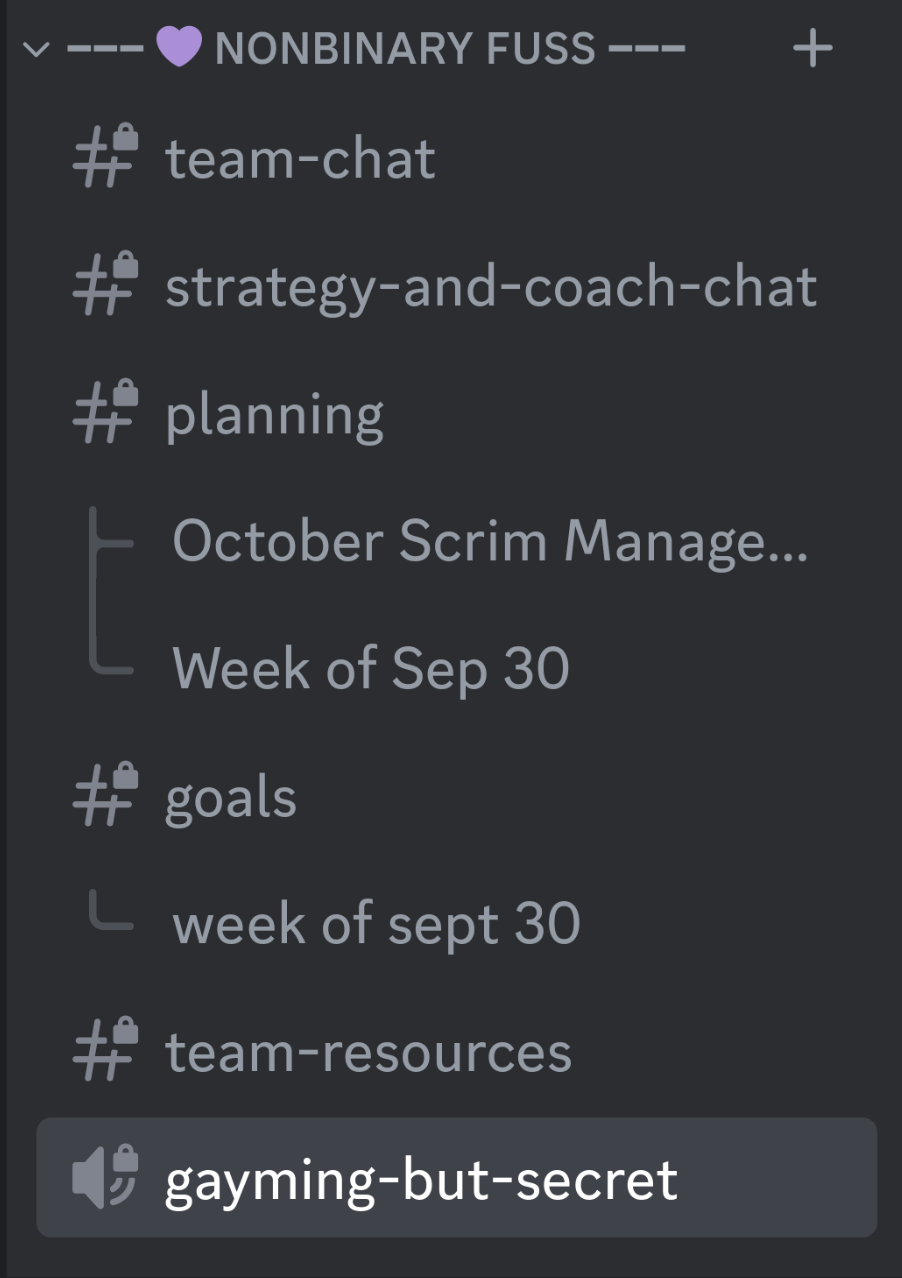 --- 💜 NONBINARY FUSS ---
team-chat
strategy-and-coach-chat
planning
October Scrim Manage...
Week of Sep 30
goals
week of sept 30
team-resources
gayming-but-secret